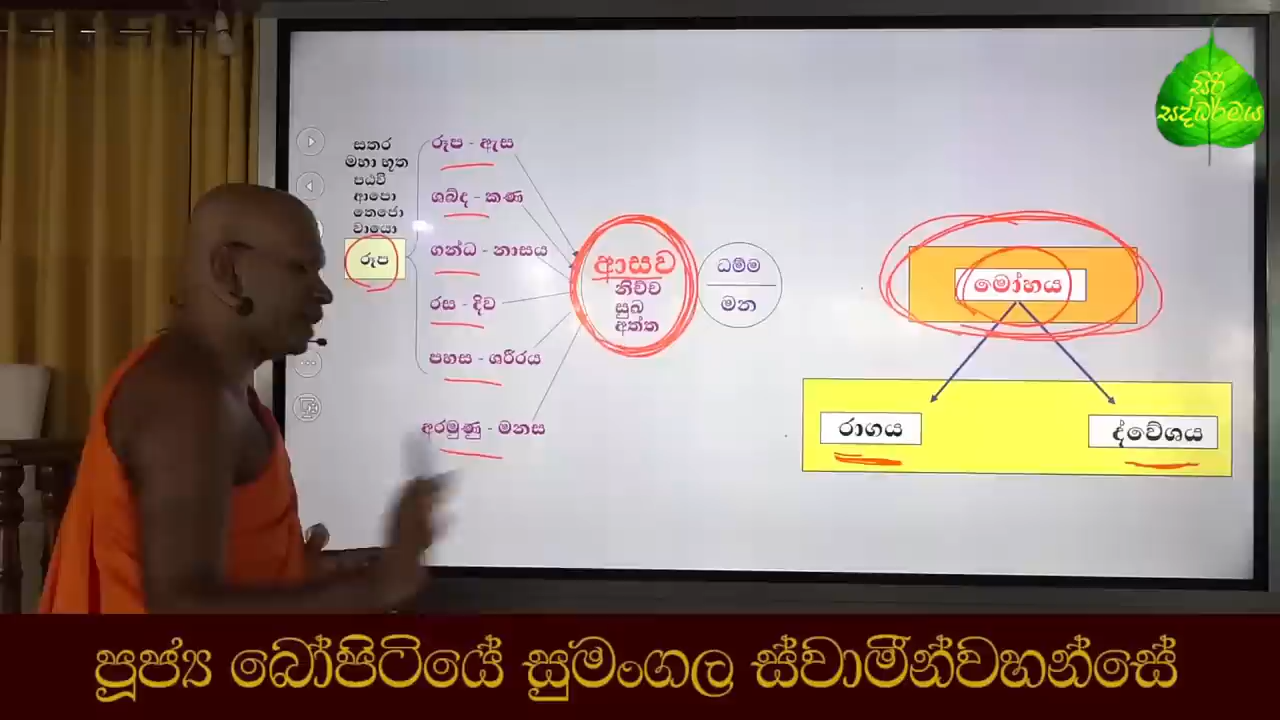 සිරි
සද්ධර්මය
සතර
මහා භූත
පඨවි
ආපො
තෙජො
වායො
රූප
රූප - ඇස
ශබ්ද - කණ
ගන්ධ - නාසය
රස - දිව
පහස - ශරීරය
අරමුණු - මනස
ආසව
නිච්ච
සුඛ
අත්ත
ධම්ම
මන
මෝහය
රාගය
ද්වේශය
පූජ්‍ය බෝපිටියේ සුමංගල ස්වාමීන්වහන්සේ